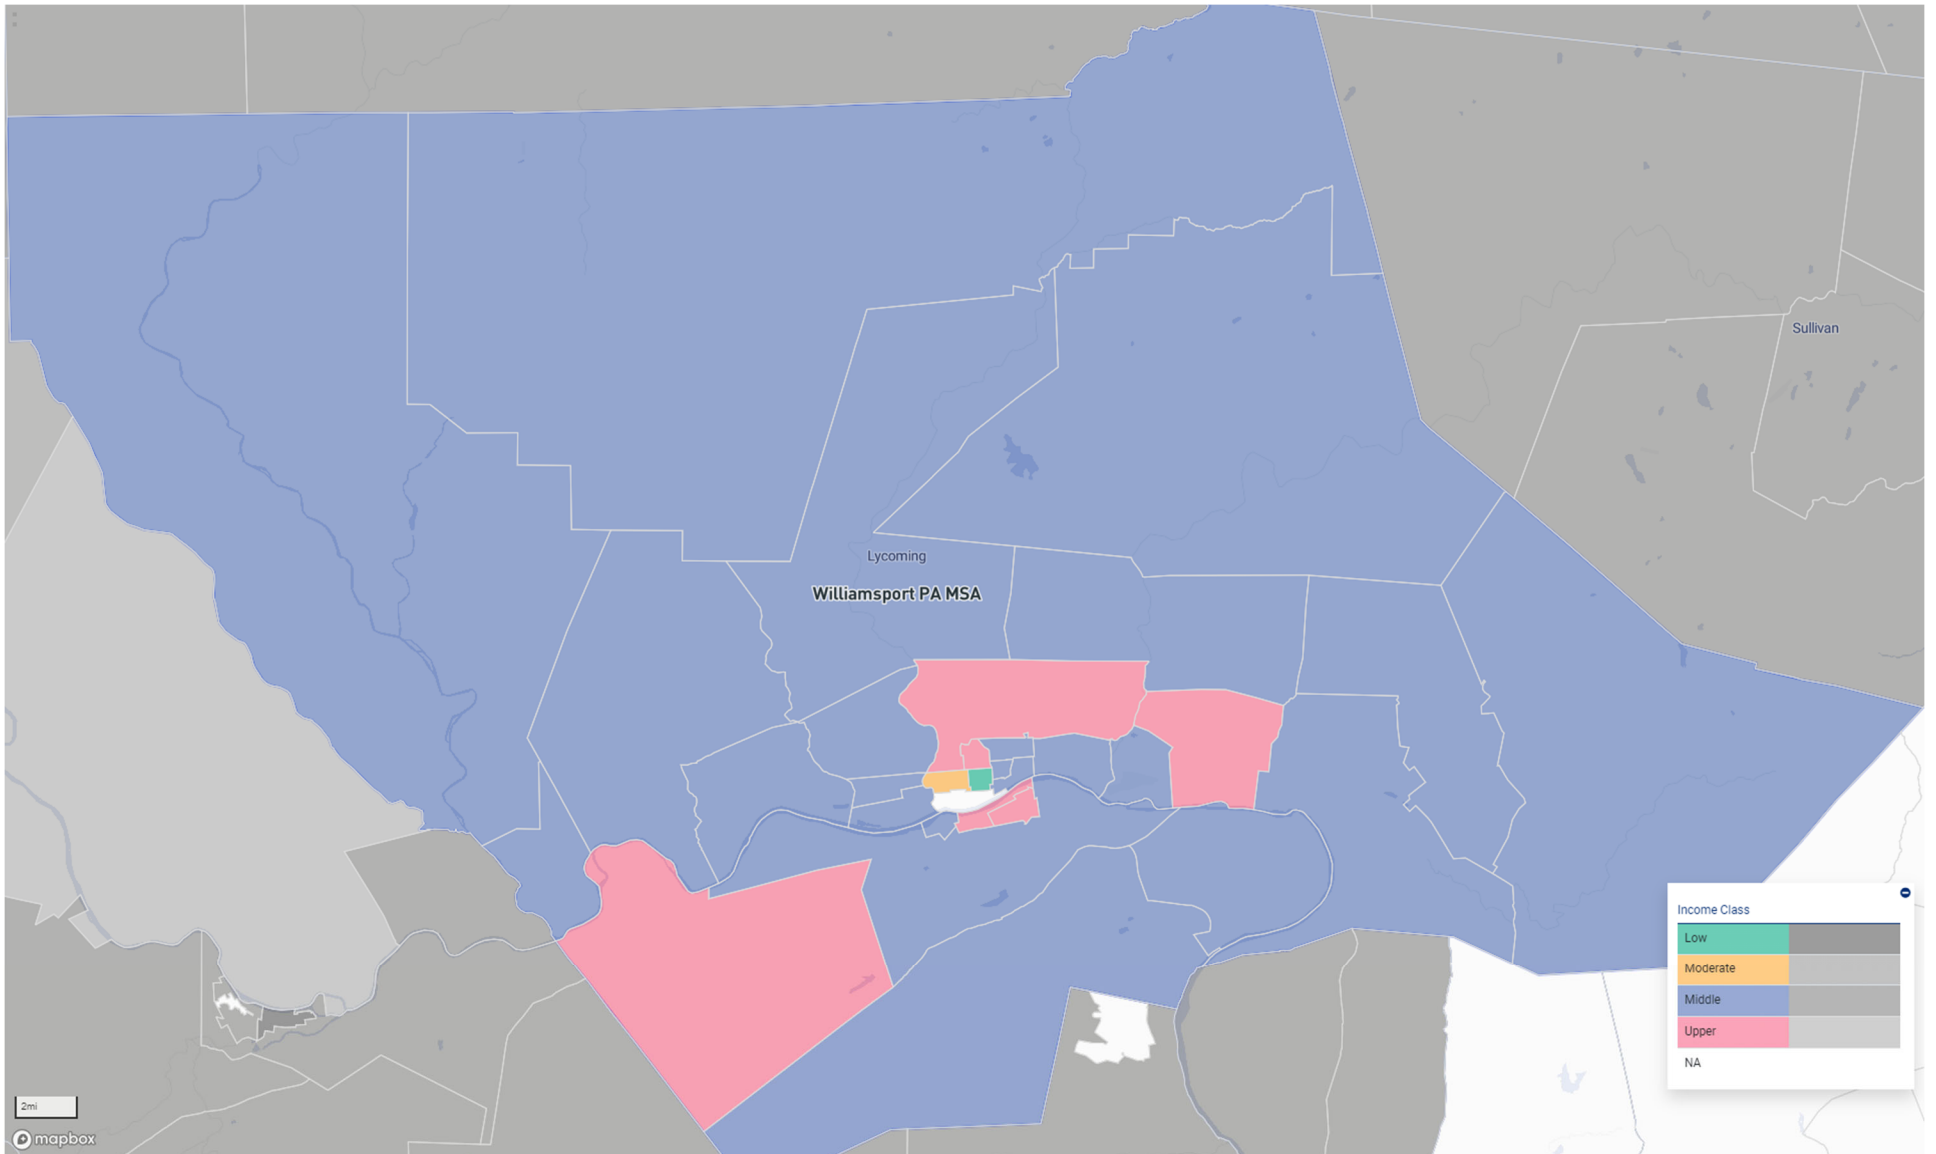 Sullivan
Lycoming
Williamsport PA MSA
Income Class
Low
Moderate
Middle
Upper
NA
2mi
mapbox